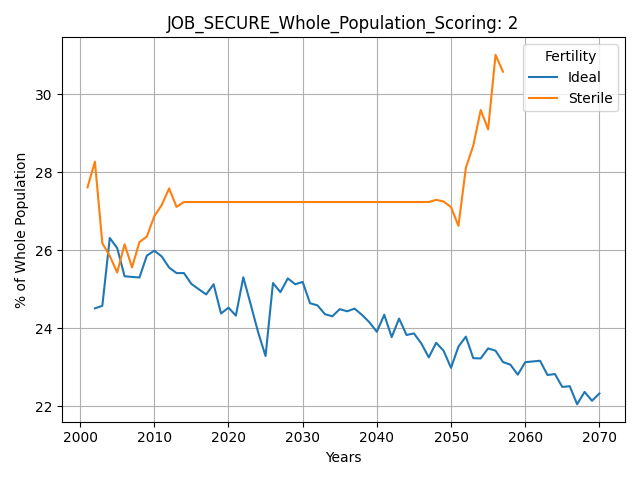 JOB_SECURE_Whole_Population_Scoring: 2
Fertility
Ideal
Sterile
% of Whole Population
30
28
26
24
22
2000 2010 2020 2030 2040 2050 2060 2070
Years